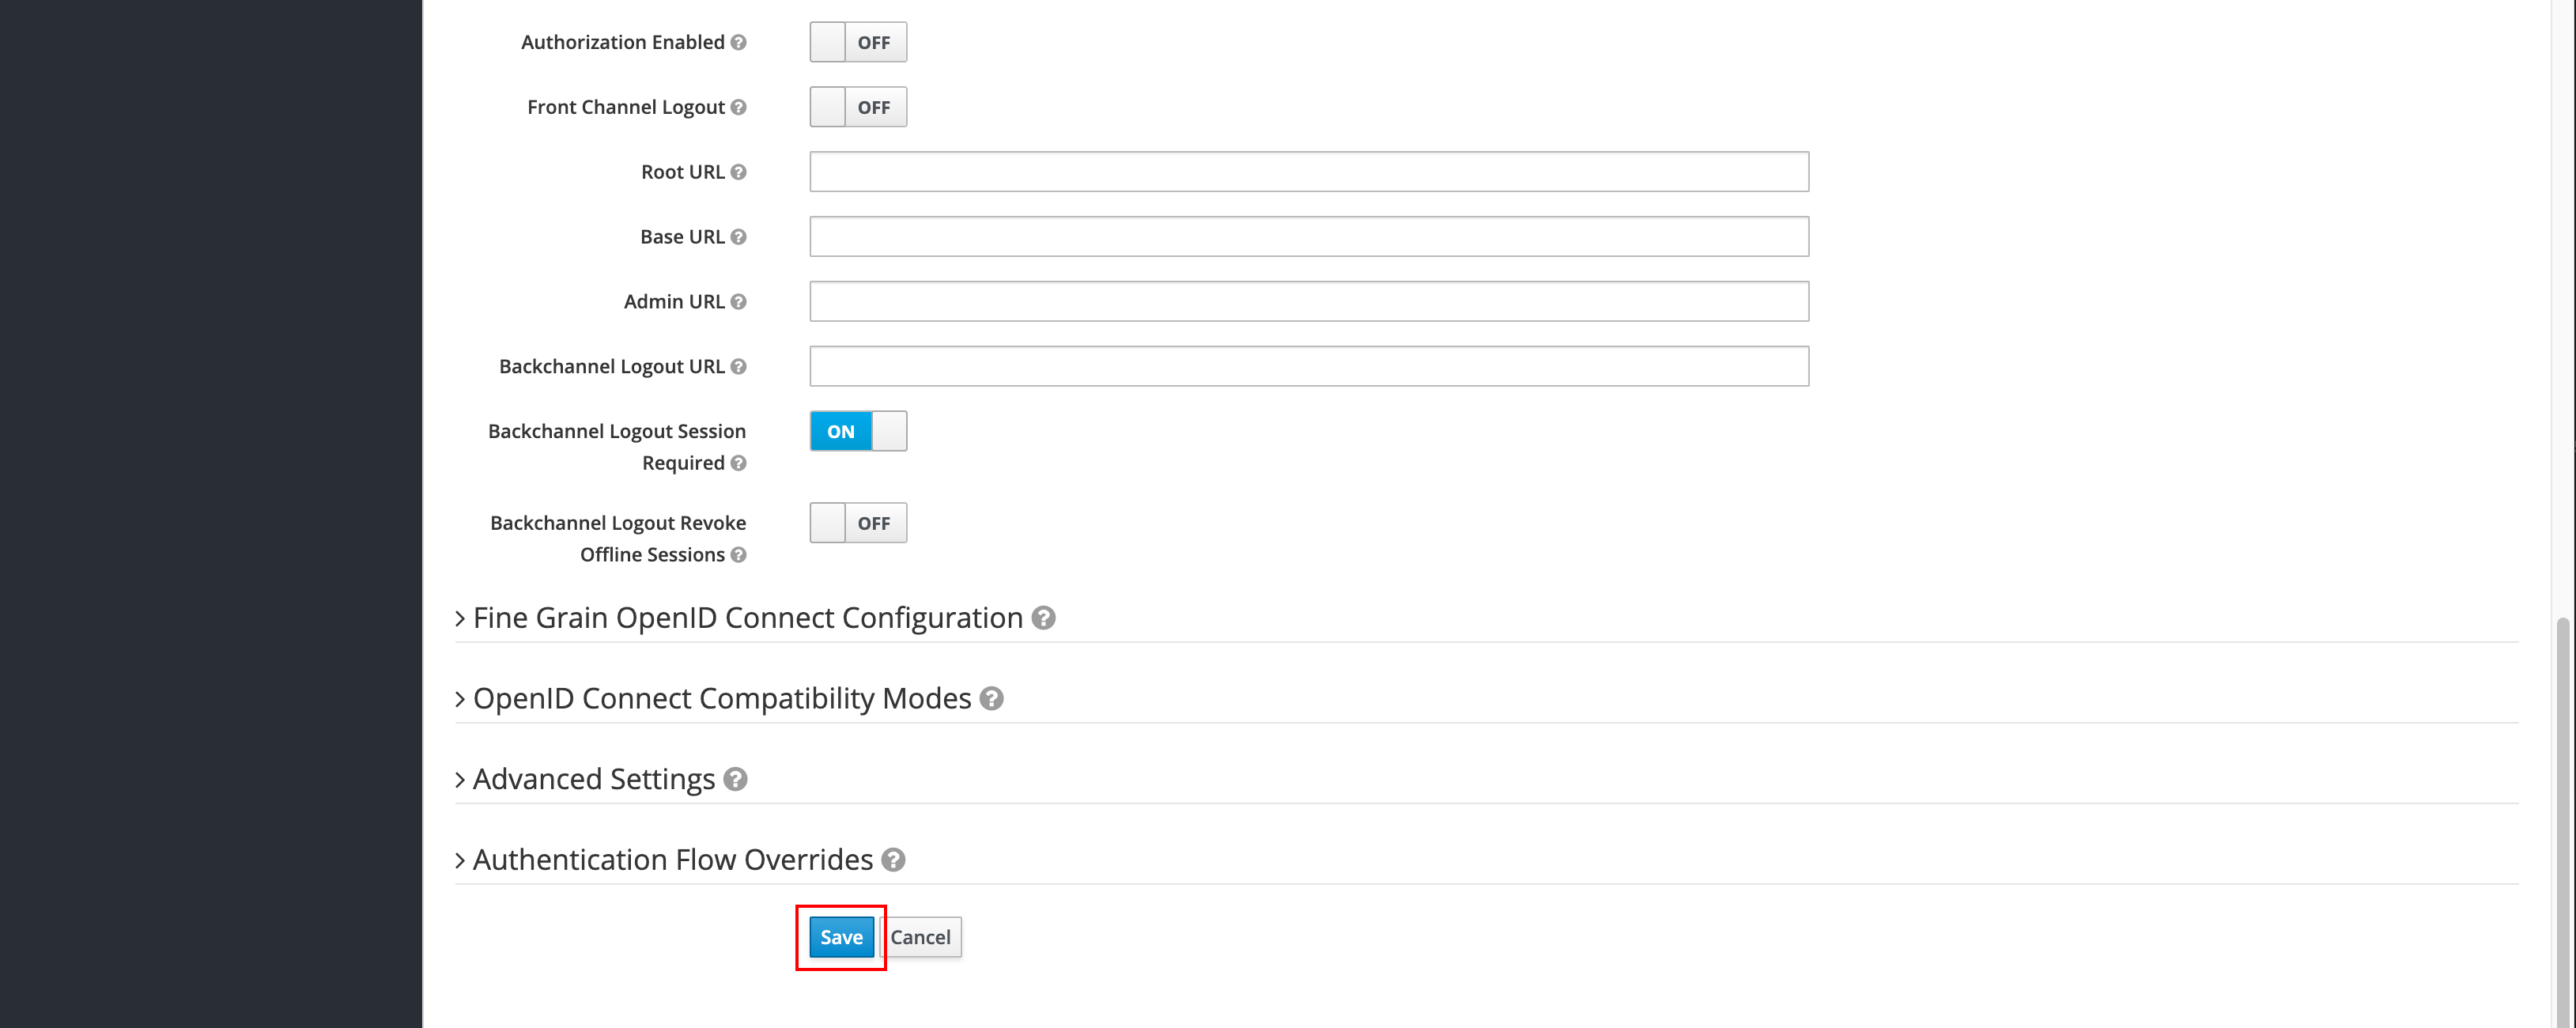 Authorization Enabled
OFF
Front Channel Logout
OFF
Root URL
Base URL
Admin URL
Backchannel Logout URL
Backchannel Logout Session
Required
ON
Backchannel Logout Revoke
Offline Sessions
OFF
Fine Grain OpenID Connect Configuration
OpenID Connect Compatibility Modes
Advanced Settings
Authentication Flow Overrides
Save Cancel